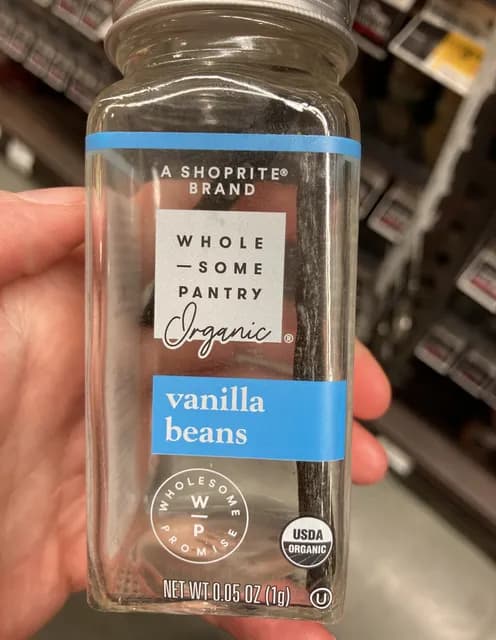 A SHOPRITE®
BRAND
WHOLE
—SOME
PANTRY
Organic ®
vanilla
beans
WHOLESOME
W
P
PROMISE
USDA
ORGANIC
NET WT 0.05 OZ (1g)
U